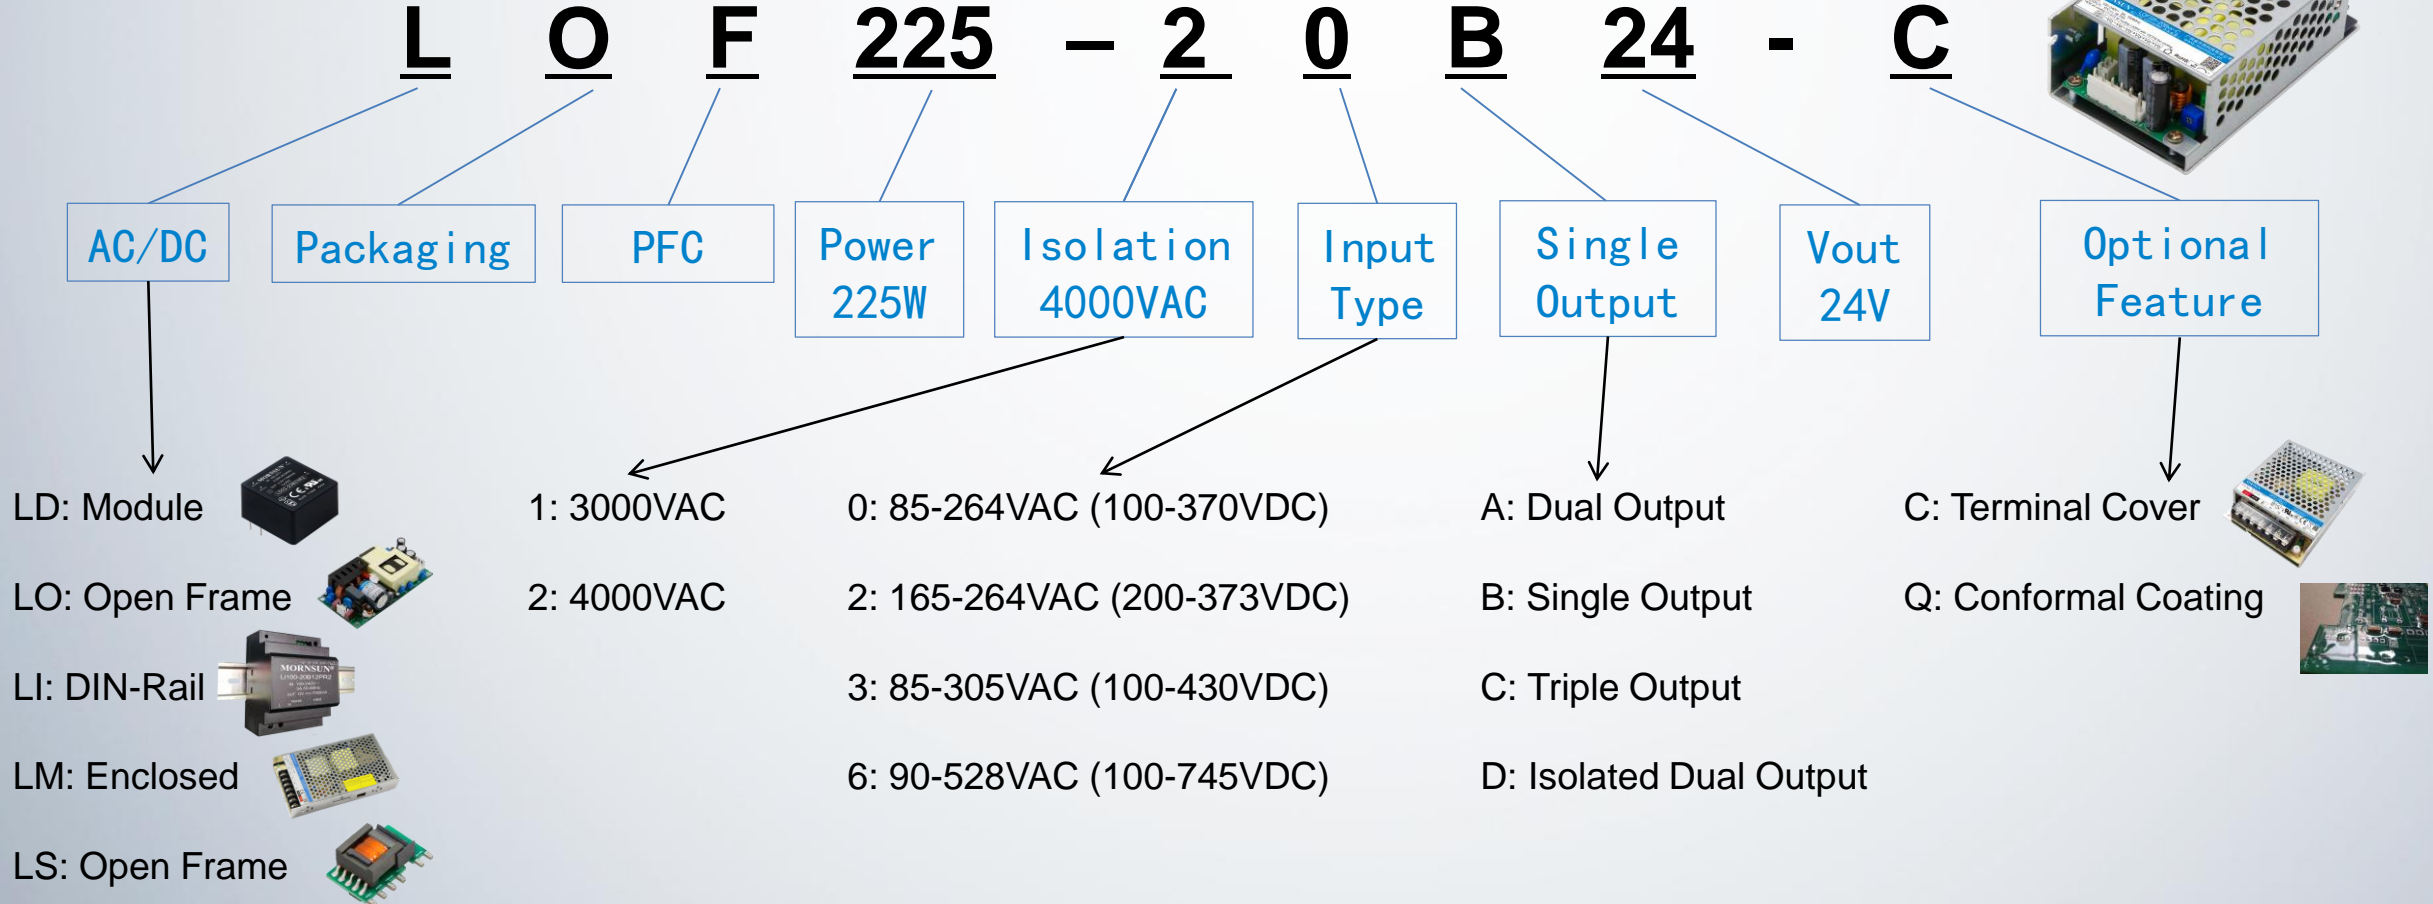 L O F 225 – 2 0 B 24 - C
AC/DC
Packaging
PFC
Power
225W
Isolation
4000VAC
Input
Type
Single
Output
Vout
24V
Optional
Feature
LD: Module
LO: Open Frame
LI: DIN-Rail
LM: Enclosed
LS: Open Frame
1: 3000VAC
2: 4000VAC
0: 85-264VAC (100-370VDC)
2: 165-264VAC (200-373VDC)
3: 85-305VAC (100-430VDC)
6: 90-528VAC (100-745VDC)
A: Dual Output
B: Single Output
C: Triple Output
D: Isolated Dual Output
C: Terminal Cover
Q: Conformal Coating
MORNSUN®
LI100-20B12PR2